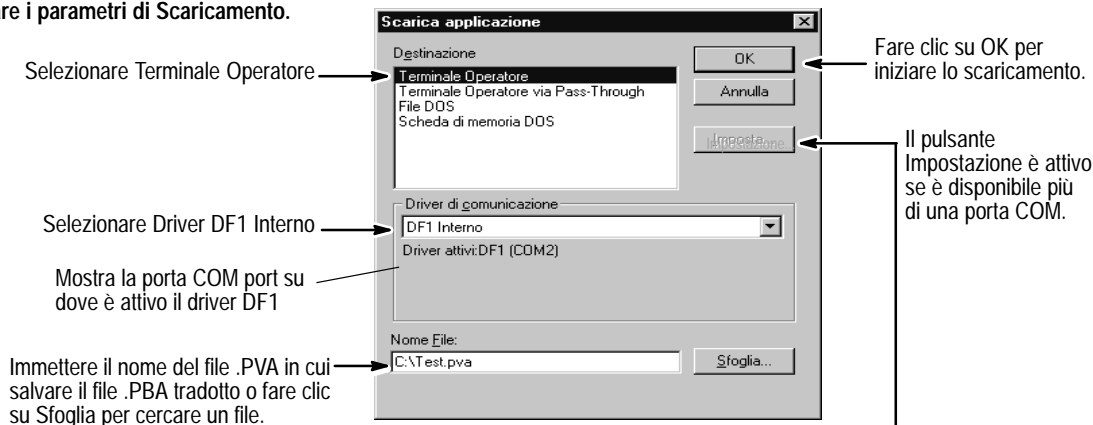 re i parametri di Scaricamento.
Scarica applicazione
Destinazione
Selezionare Terminale Operatore
Terminale Operatore
Terminale Operatore via Pass-Through
File DOS
Scheda di memoria DOS
OK
Annulla
Fare clic su OK per
iniziare lo scaricamento.
Il pulsante
Impostazione è attivo
se è disponibile più
di una porta COM.
Selezionare Driver DF1 Interno
Driver di comunicazione
DF1 Interno
Driver attivi:DF1 (COM2)
Mostra la porta COM port su
dove è attivo il driver DF1
Nome File:
C:\Test.pva
Sfoglia...
Immettere il nome del file .PVA in cui
salvare il file .PBA tradotto o fare clic
su Sfoglia per cercare un file.